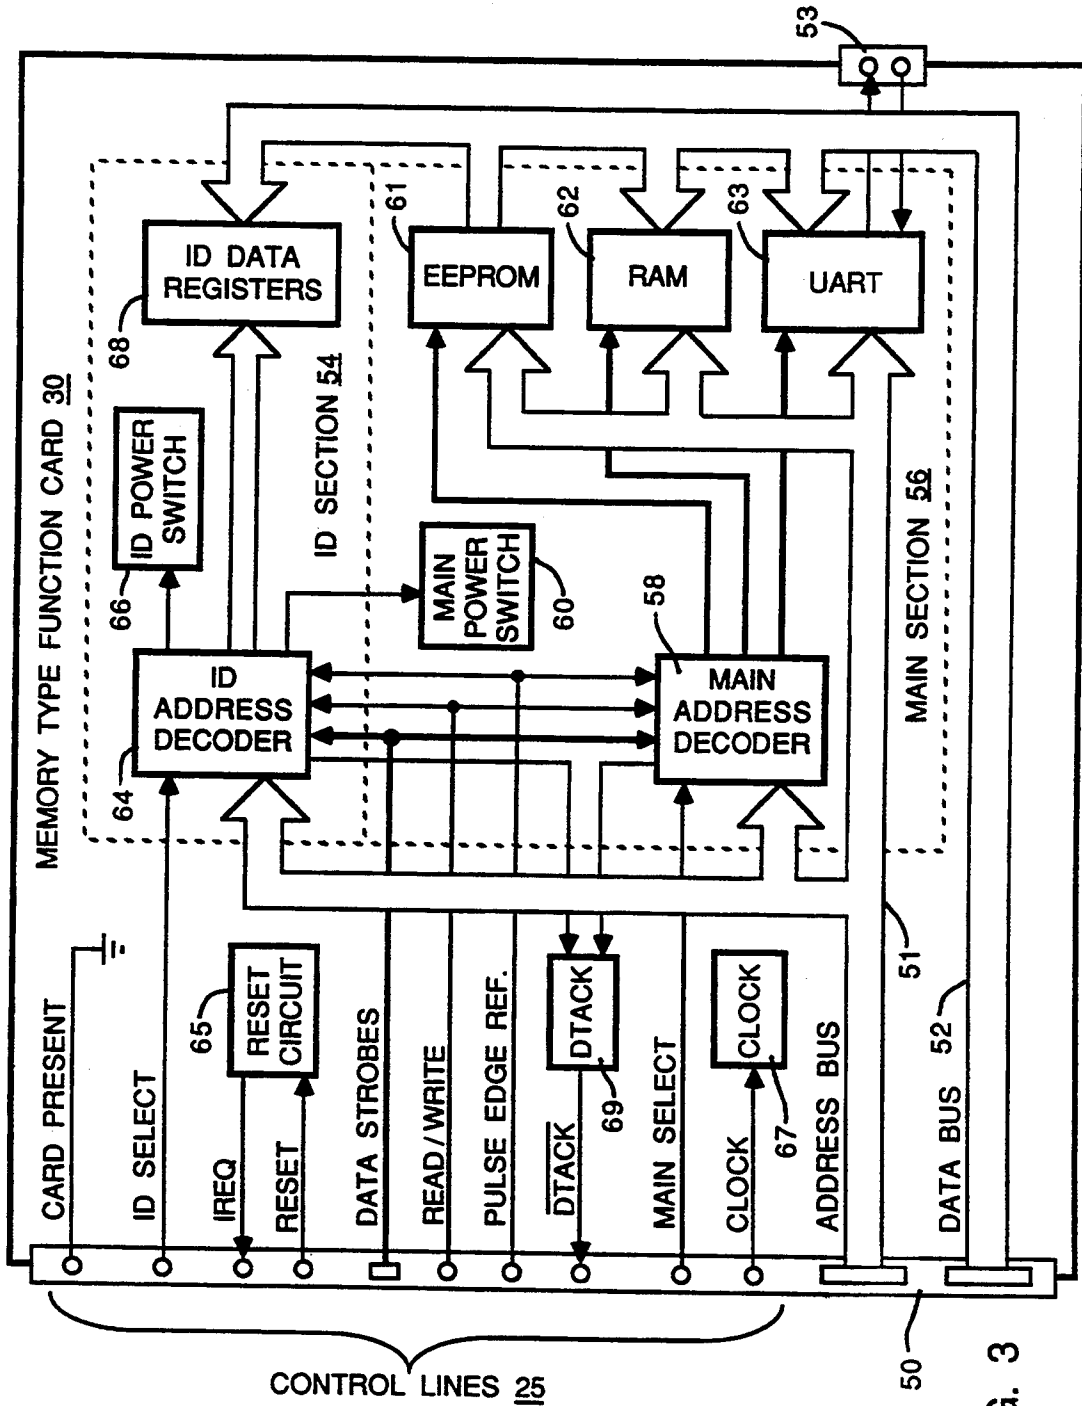 MEMORY TYPE FUNCTION CARD 30
53
CARD PRESENT
ID SELECT
64
ID
ADDRESS
DECODER
66
ID POWER
SWITCH
68
ID DATA
REGISTERS
ID SECTION 54
IREQ
RESET
65
RESET
CIRCUIT
DATA STROBES
READ/WRITE
PULSE EDGE REF.
MAIN
POWER
SWITCH
60
61
EEPROM
62
RAM
63
UART
DTACK
DTACK
69
MAIN SELECT
58
MAIN
ADDRESS
DECODER
CLOCK
CLOCK
67
ADDRESS BUS
51
MAIN SECTION 56
DATA BUS
52
50
CONTROL LINES 25
G. 3